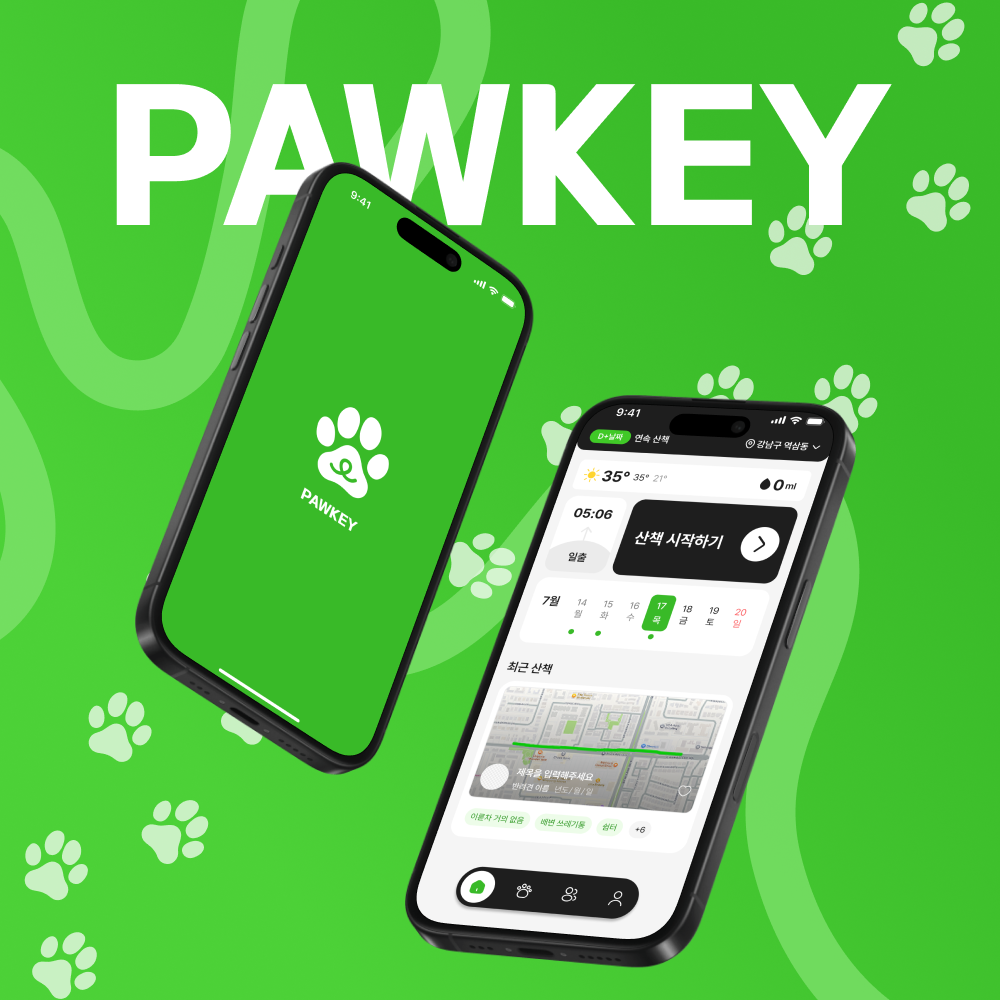 PAWKEY
9:41
PAWKEY
9:41
D+날짜 연속 산책
강남구 역삼동
35° 35° 21°
0 ml
05:06
일출
산책 시작하기
7월
14 15 16 17 18 19 20
월 화 수 목 금 토 일
최근 산책
제목을 입력해주세요
반려견 이름 년도/월/일
이륜차 거의 없음 배변 쓰레기통 쉼터 +6